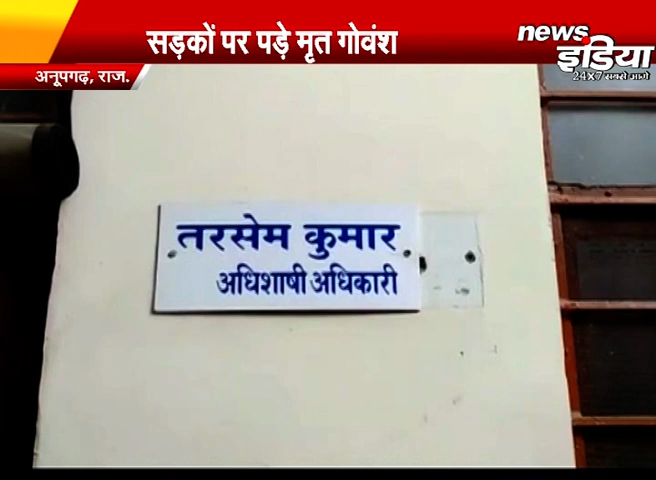 सड़कों पर पड़े मृत गोवंश
news
इंडिया
24x7 सबसे आगे
अनूपगढ़, राज.
तरसेम कुमार
अधिशाषी अधिकारी